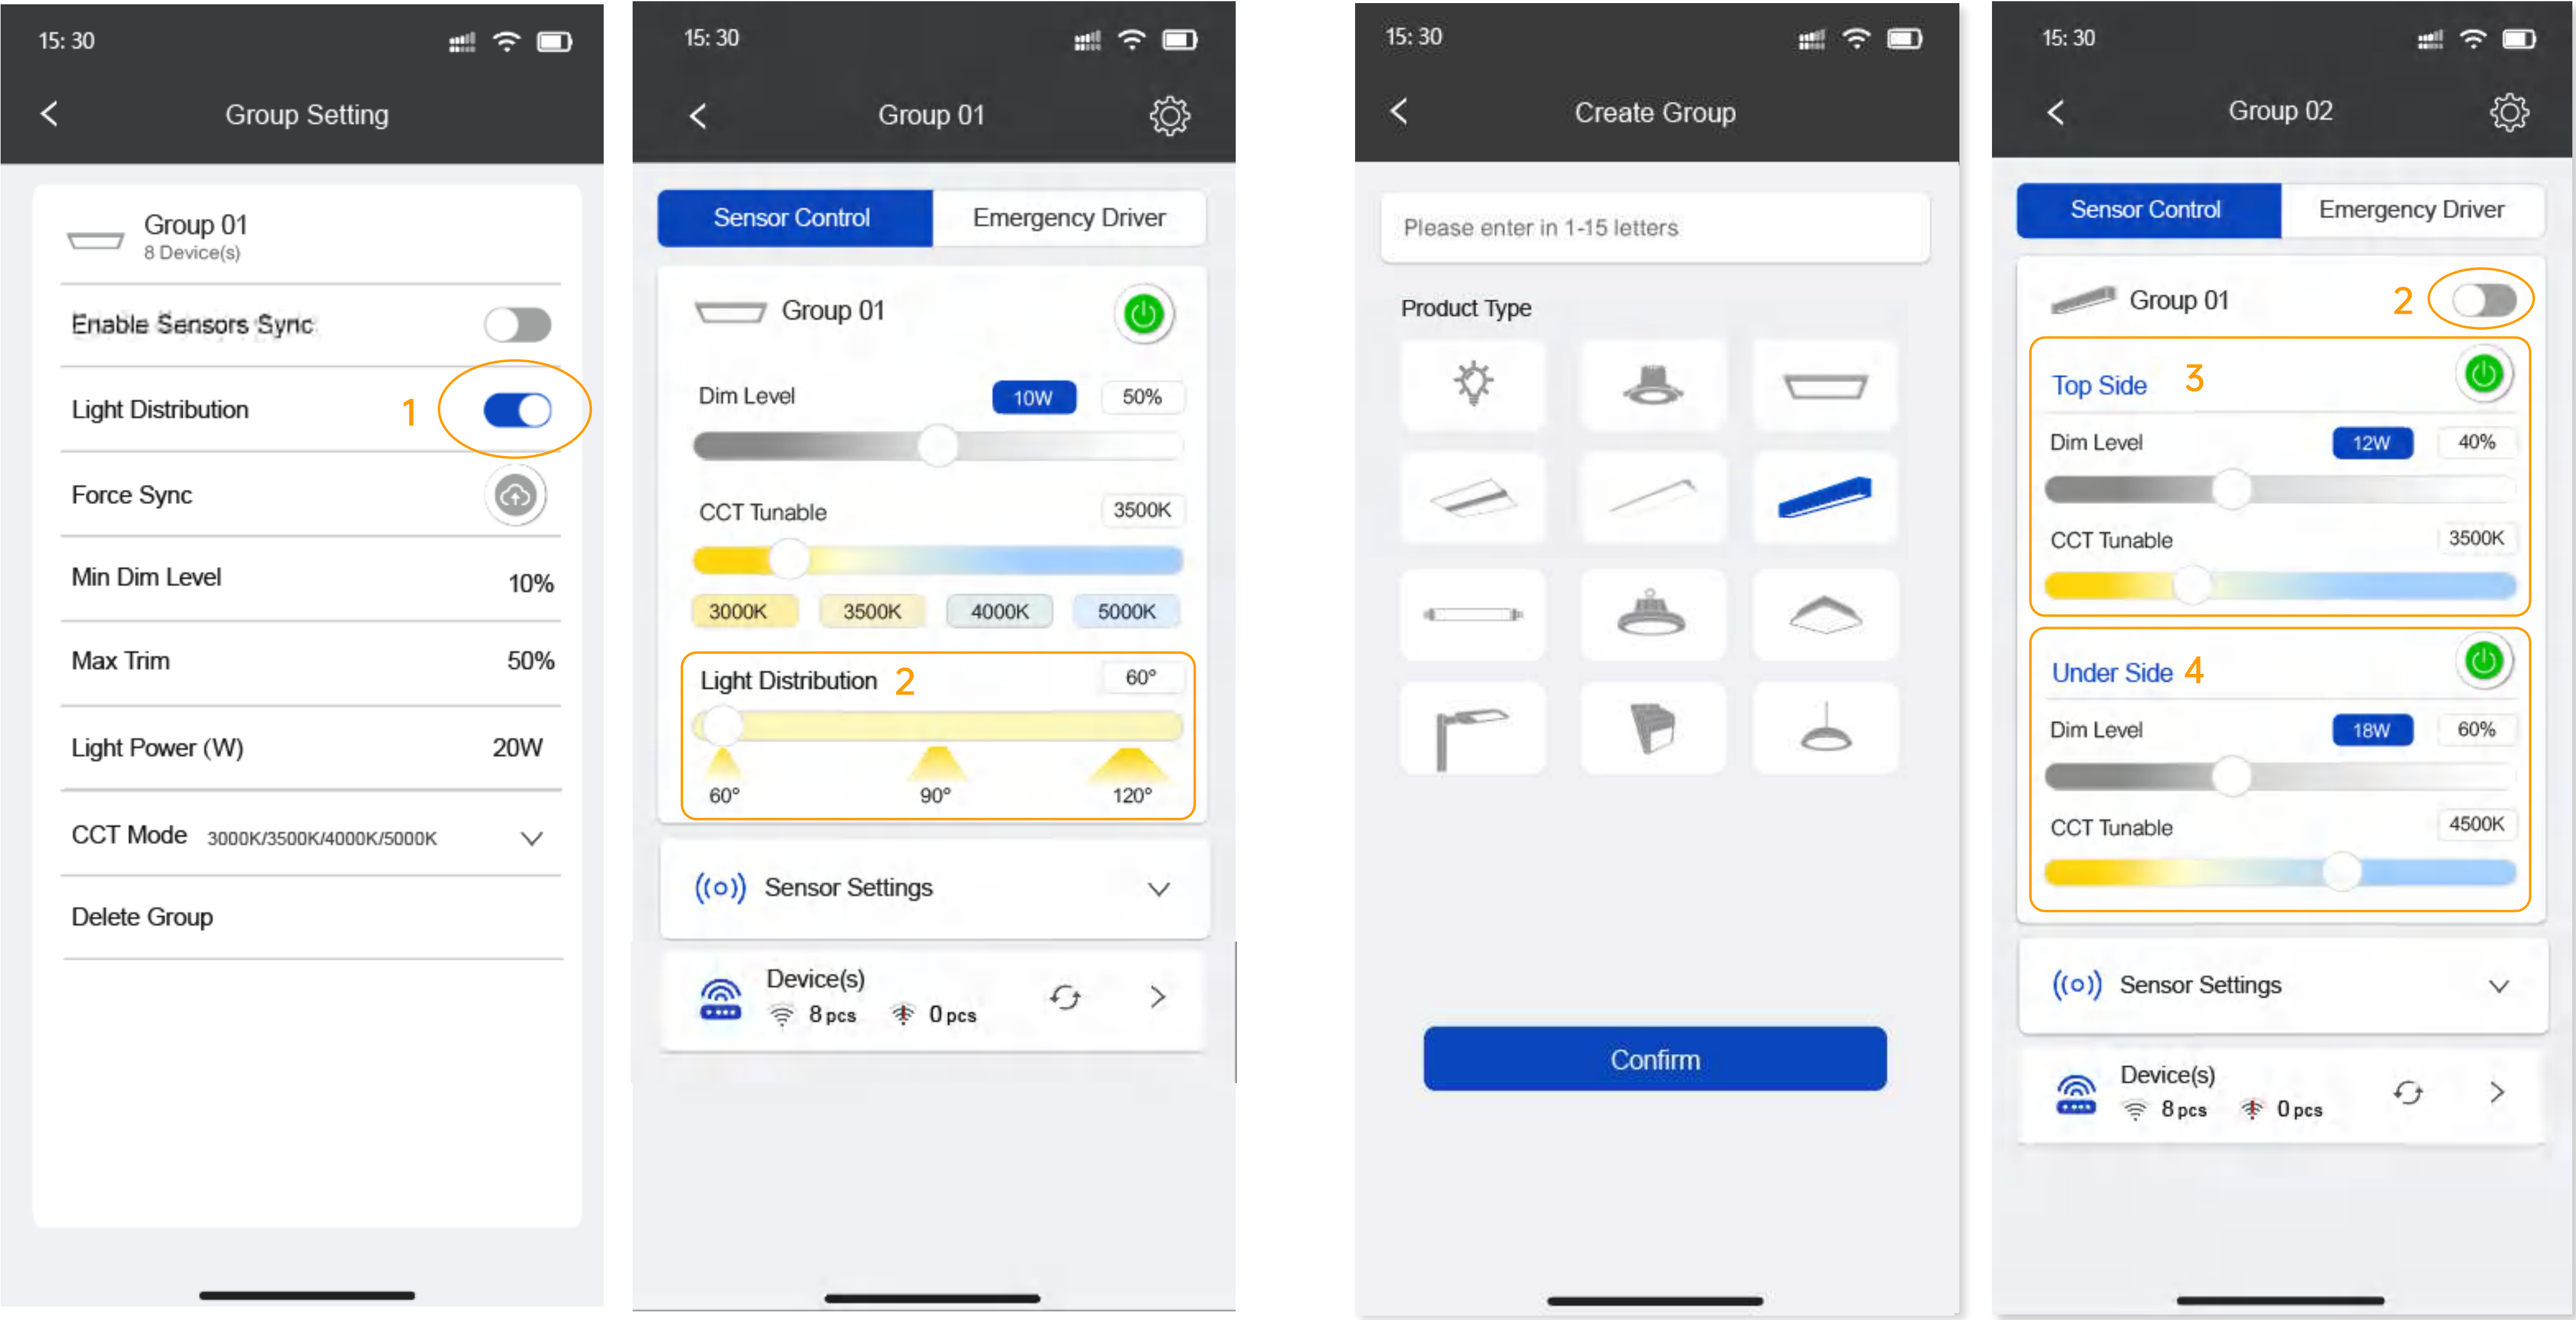 15: 30
Group Setting
Group 01
8 Device(s)
Enable Sensors Sync
Light Distribution
1
Force Sync
Min Dim Level 10%
Max Trim 50%
Light Power (W) 20W
CCT Mode 3000K/3500K/4000K/5000K
Delete Group
15: 30
Group 01
Sensor Control Emergency Driver
Group 01
Dim Level 10W 50%
CCT Tunable 3500K
3000K 3500K 4000K 5000K
Light Distribution 2 60°
60° 90° 120°
Sensor Settings
Device(s)
8 pcs 0 pcs
15: 30
Create Group
Please enter in 1-15 letters
Product Type
Confirm
15: 30
Group 02
Sensor Control Emergency Driver
Group 01 2
Top Side 3
Dim Level 12W 40%
CCT Tunable 3500K
Under Side 4
Dim Level 18W 60%
CCT Tunable 4500K
Sensor Settings
Device(s)
8 pcs 0 pcs